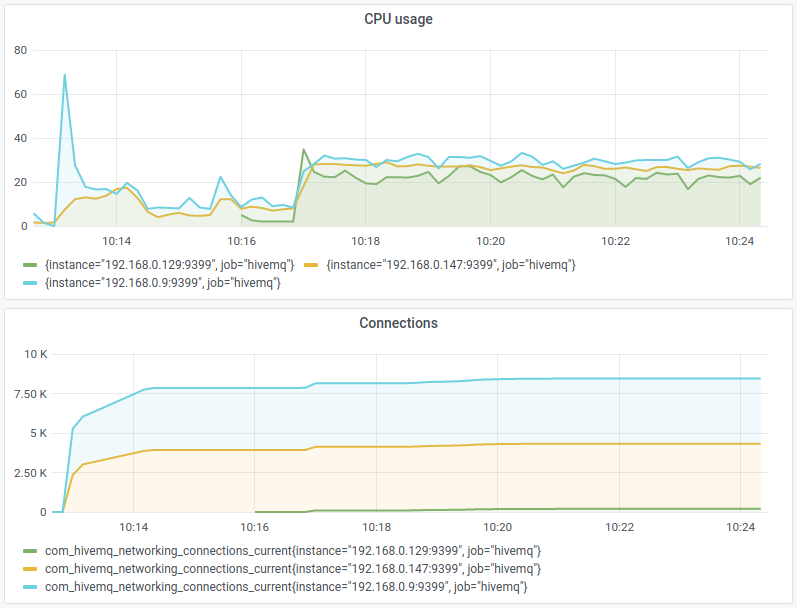 CPU usage
80
60
40
20
0
10:14 10:16 10:18 10:20 10:22 10:24
{instance="192.168.0.129:9399", job="hivemq"} {instance="192.168.0.147:9399", job="hivemq"}
{instance="192.168.0.9:9399", job="hivemq"}
Connections
10 K
7.50 K
5 K
2.50 K
0
10:14 10:16 10:18 10:20 10:22 10:24
com_hivemq_networking_connections_current{instance="192.168.0.129:9399", job="hivemq"}
com_hivemq_networking_connections_current{instance="192.168.0.147:9399", job="hivemq"}
com_hivemq_networking_connections_current{instance="192.168.0.9:9399", job="hivemq"}